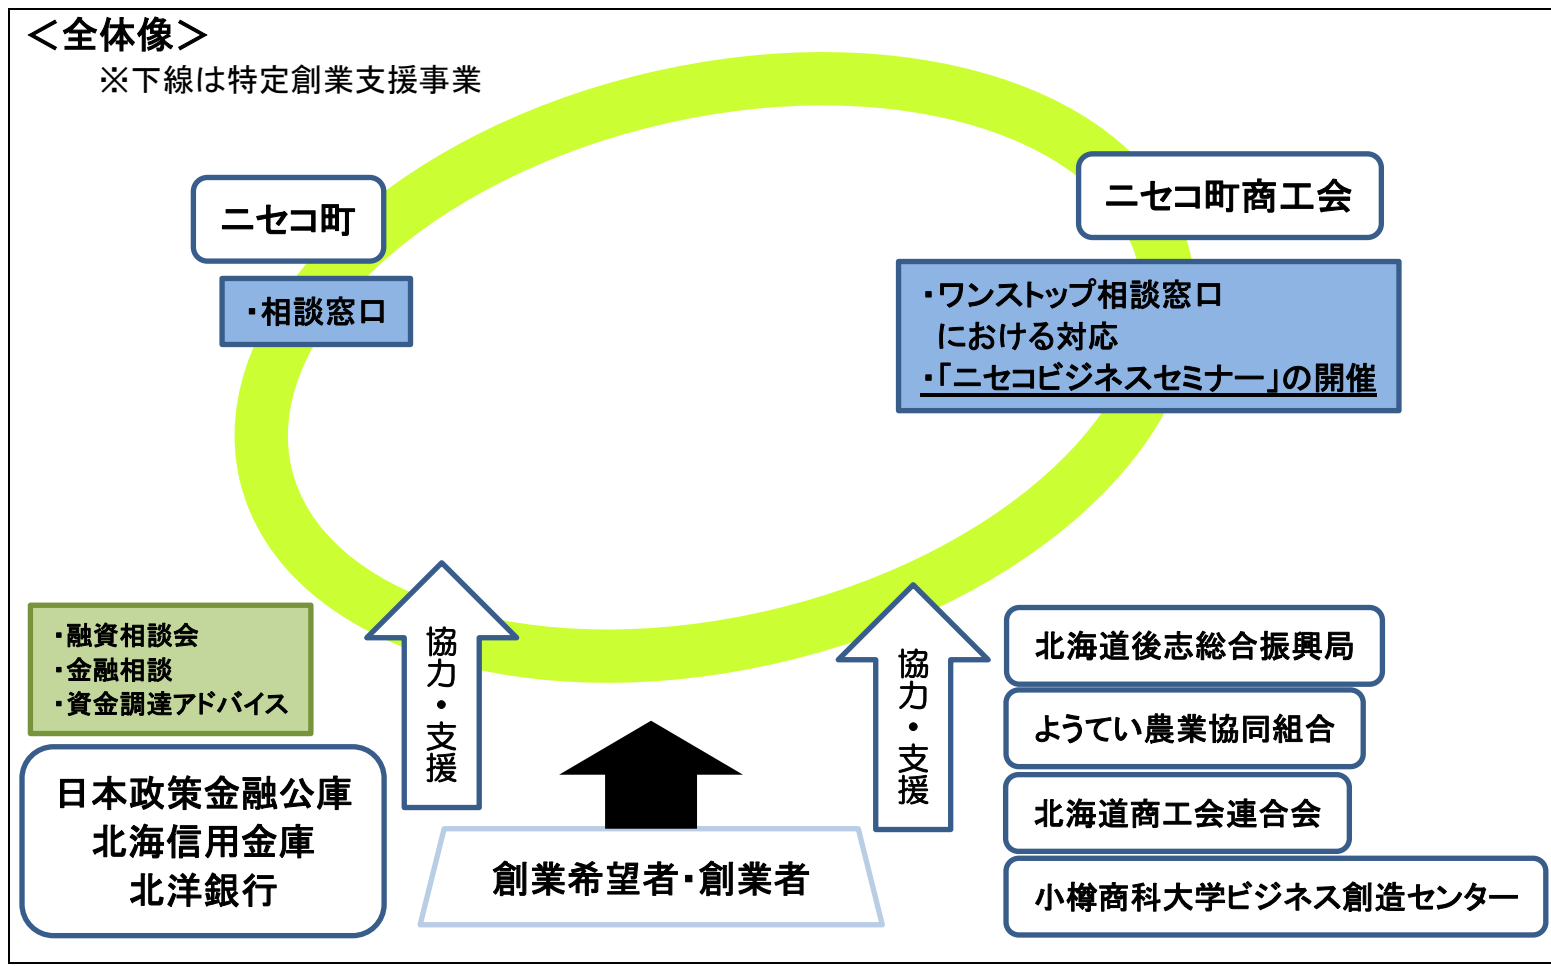 ＜全体像＞
※下線は特定創業支援事業
ニセコ町
・相談窓口
ニセコ町商工会
・ワンストップ相談窓口
における対応
・「ニセコビジネスセミナー」の開催
協力・支援
協力・支援
・融資相談会
・金融相談
・資金調達アドバイス
日本政策金融公庫
北海信用金庫
北洋銀行
創業希望者・創業者
北海道後志総合振興局
ようてい農業協同組合
北海道商工会連合会
小樽商科大学ビジネス創造センター